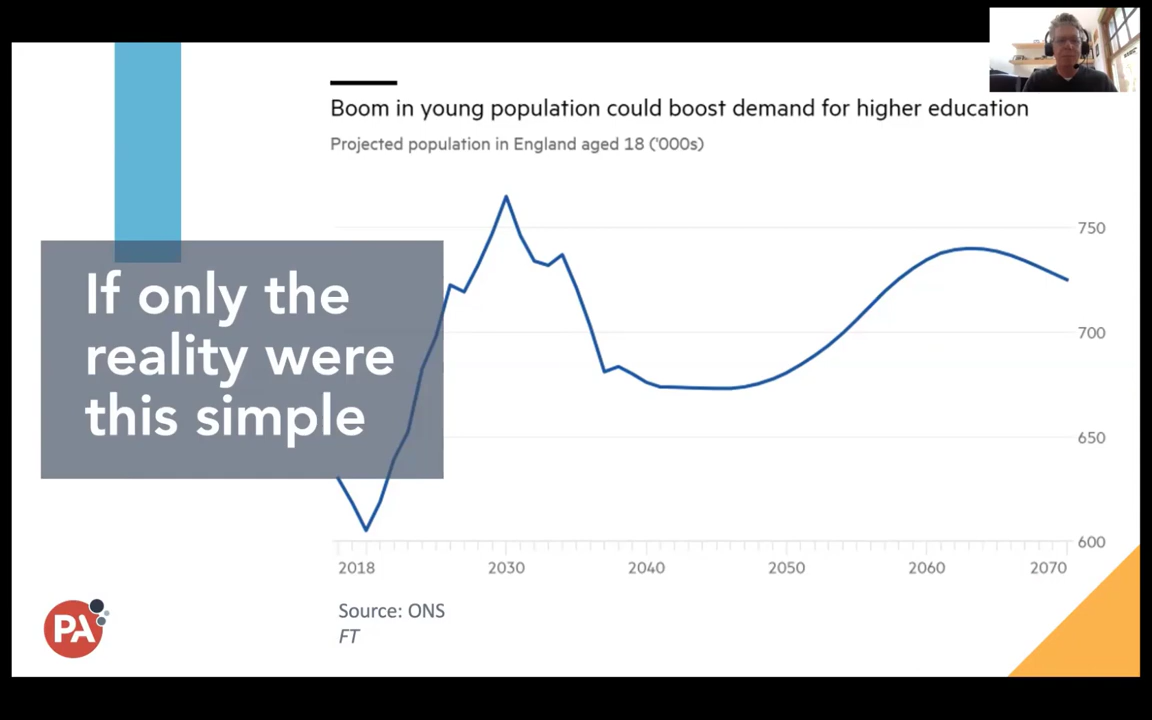 Boom in young population could boost demand for higher education
Projected population in England aged 18 ('000s)
If only the
reality were
this simple
750
700
650
600
2018 2030 2040 2050 2060 2070
Source: ONS
FT
PA